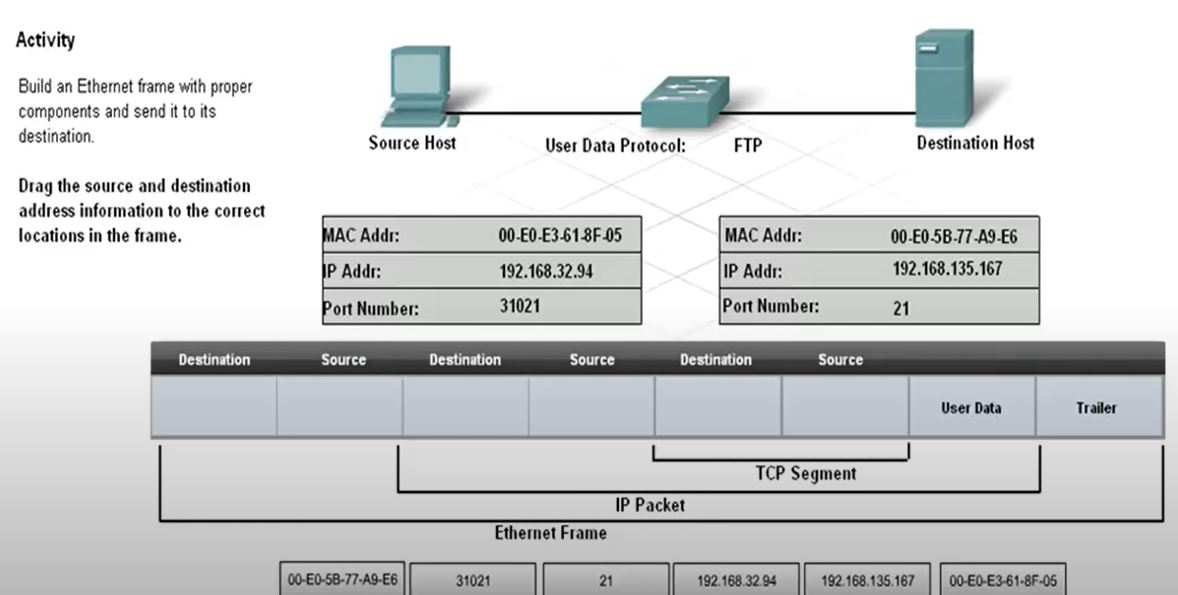 Activity
Build an Ethernet frame with proper
components and send it to its
destination.
Drag the source and destination
address information to the correct
locations in the frame.
Source Host
User Data Protocol: FTP
Destination Host
MAC Addr: 00-E0-E3-61-8F-05
IP Addr: 192.168.32.94
Port Number: 31021
MAC Addr: 00-E0-5B-77-A9-E6
IP Addr: 192.168.135.167
Port Number: 21
Destination Source Destination Source Destination Source
User Data Trailer
TCP Segment
IP Packet
Ethernet Frame
00-E0-5B-77-A9-E6 31021 21 192.168.32.94 192.168.135.167 00-E0-E3-61-8F-05